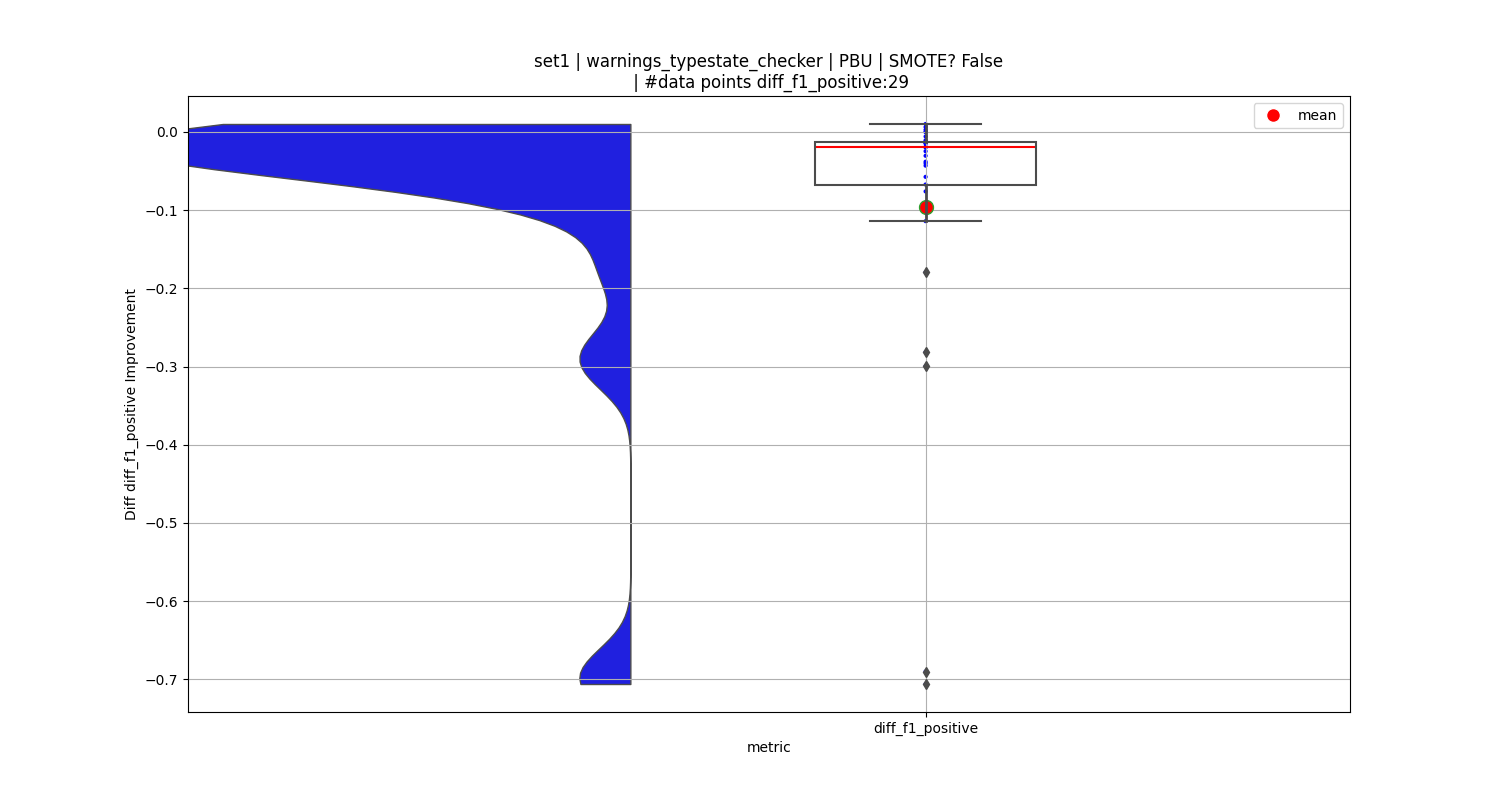 set1 | warnings_typestate_checker | PBU | SMOTE? False
| #data points diff_f1_positive:29
mean
0.0
−0.1
−0.2
−0.3
−0.4
−0.5
−0.6
−0.7
Diff diff_f1_positive Improvement
diff_f1_positive
metric